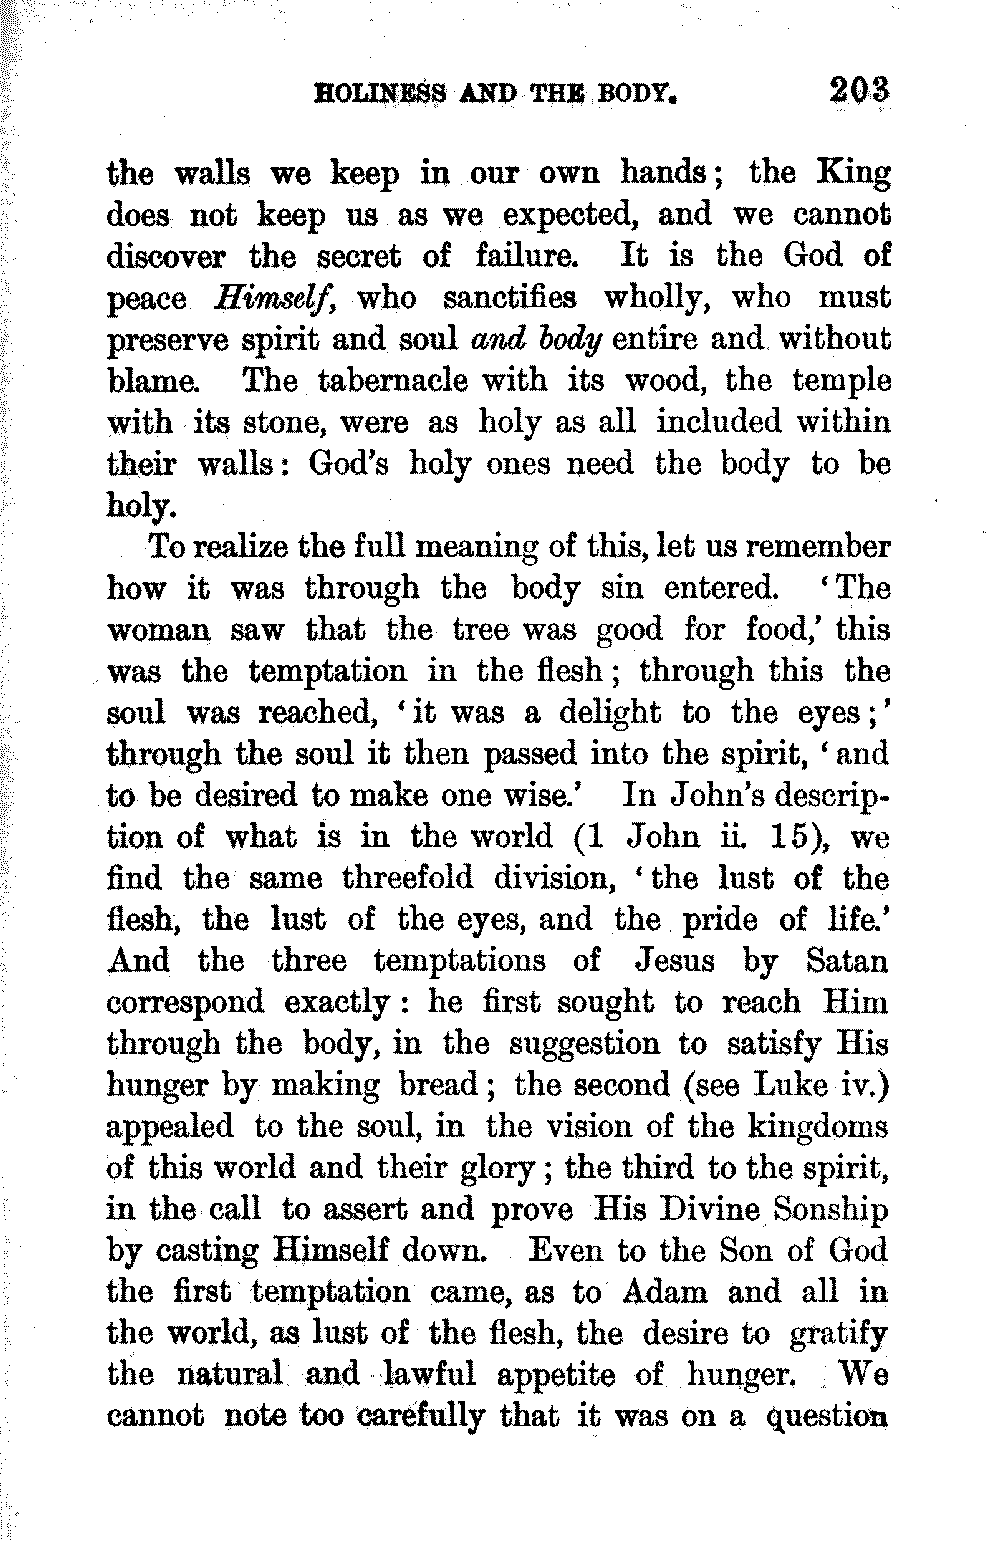 HOLINESS AND THE BODY. 203
the walls we keep in our own hands; the King
does not keep us as we expected, and we cannot
discover the secret of failure. It is the God of
peace Himself, who sanctifies wholly, who must
preserve spirit and soul and body entire and without
blame. The tabernacle with its wood, the temple
with its stone, were as holy as all included within
their walls: God's holy ones need the body to be
holy.
To realize the full meaning of this, let us remember
how it was through the body sin entered. 'The
woman saw that the tree was good for food,' this
was the temptation in the flesh; through this the
soul was reached, 'it was a delight to the eyes;'
through the soul it then passed into the spirit, 'and
to be desired to make one wise.' In John's descrip-
tion of what is in the world (1 John ii. 15), we
find the same threefold division, 'the lust of the
flesh, the lust of the eyes, and the pride of life.'
And the three temptations of Jesus by Satan
correspond exactly: he first sought to reach Him
through the body, in the suggestion to satisfy His
hunger by making bread; the second (see Luke iv.)
appealed to the soul, in the vision of the kingdoms
of this world and their glory; the third to the spirit,
in the call to assert and prove His Divine Sonship
by casting Himself down. Even to the Son of God
the first temptation came, as to Adam and all in
the world, as lust of the flesh, the desire to gratify
the natural and lawful appetite of hunger. We
cannot note too carefully that it was on a question